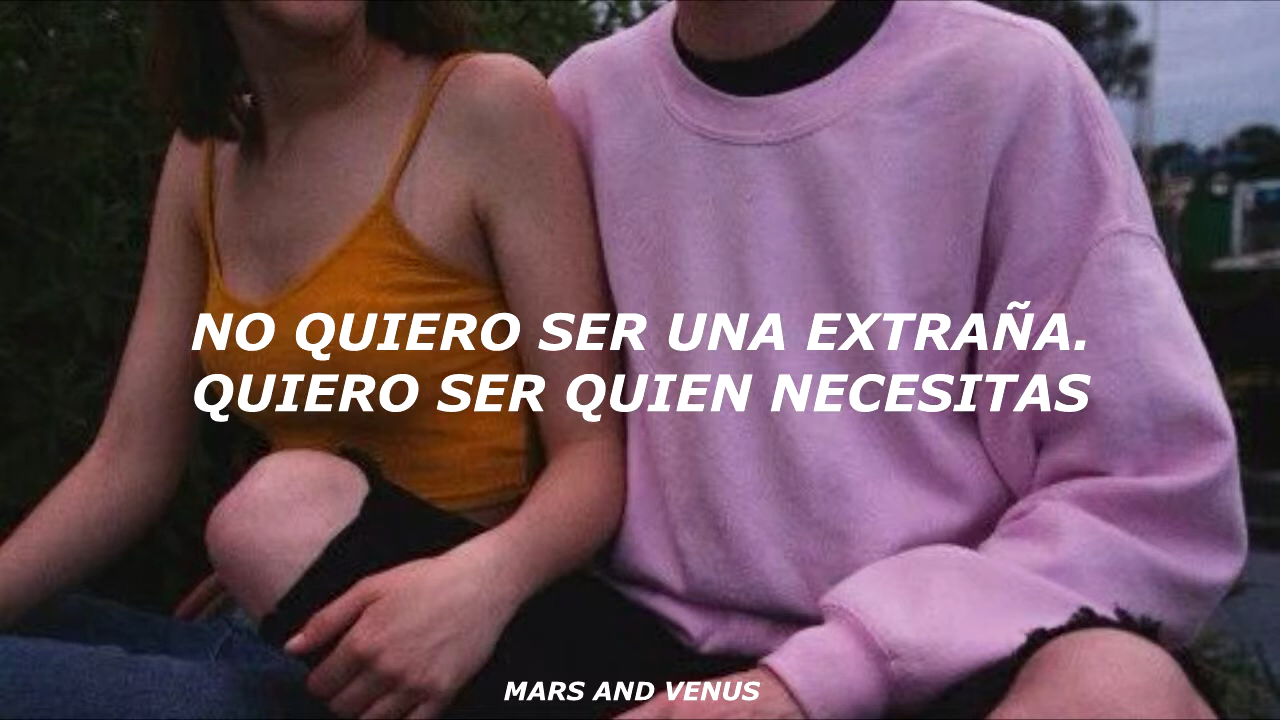 NO QUIERO SER UNA EXTRAÑA.
QUIERO SER QUIEN NECESITAS
MARS AND VENUS